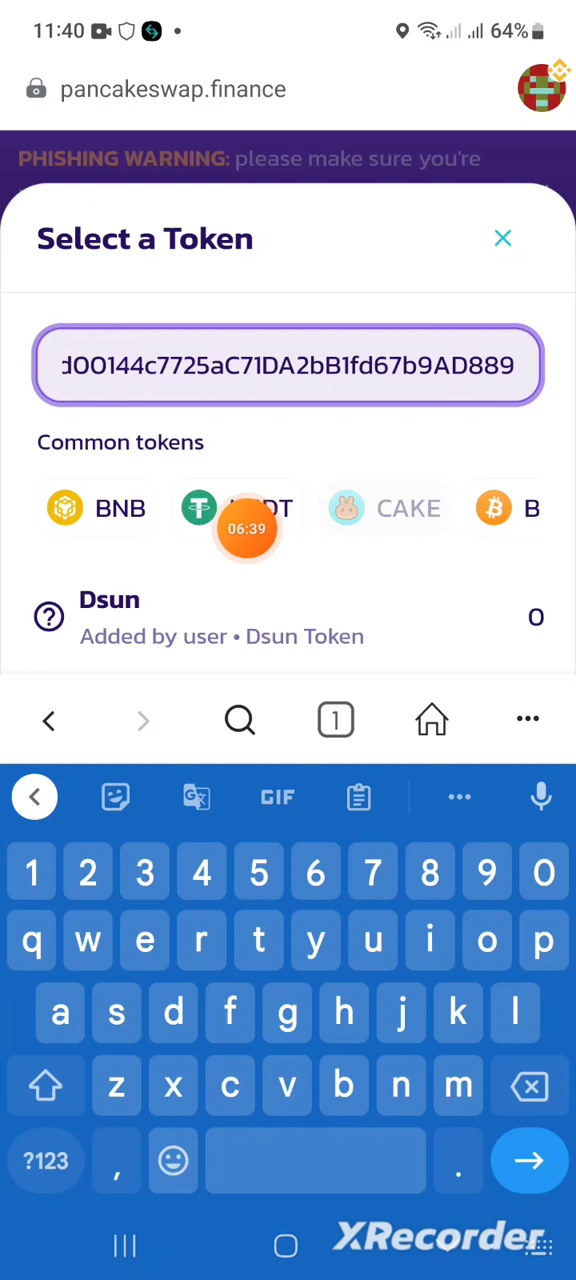 11:40
64%
pancakeswap.finance
PHISHING WARNING: please make sure you're
Select a Token
d00144c7725aC71DA2bB1fd67b9AD889
Common tokens
BNB
DT
CAKE
B
06:39
Dsun
0
Added by user • Dsun Token
1
GIF
1 2 3 4 5 6 7 8 9 0
q w e r t y u i o p
a s d f g h j k l
z x c v b n m
?123 , .
XRecorder